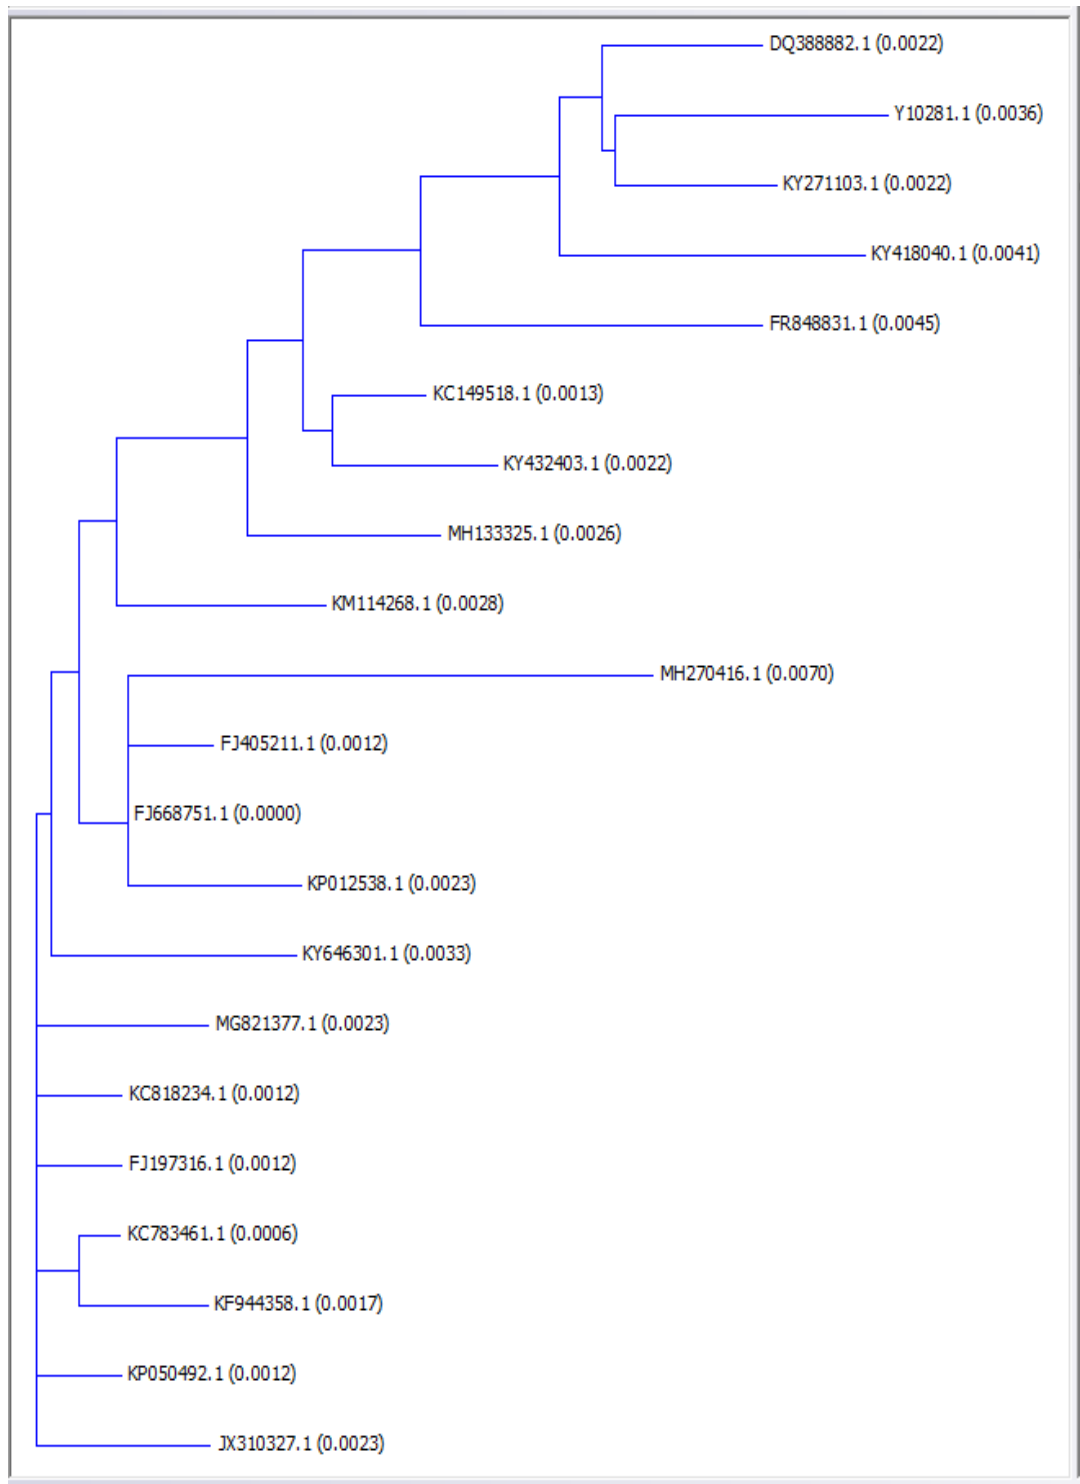 DQ388882.1 (0.0022)
Y10281.1 (0.0036)
KY271103.1 (0.0022)
KY418040.1 (0.0041)
FR848831.1 (0.0045)
KC149518.1 (0.0013)
KY432403.1 (0.0022)
MH133325.1 (0.0026)
KM114268.1 (0.0028)
MH270416.1 (0.0070)
FJ405211.1 (0.0012)
FJ668751.1 (0.0000)
KP012538.1 (0.0023)
KY646301.1 (0.0033)
MG821377.1 (0.0023)
KC818234.1 (0.0012)
FJ197316.1 (0.0012)
KC783461.1 (0.0006)
KF944358.1 (0.0017)
KP050492.1 (0.0012)
JX310327.1 (0.0023)